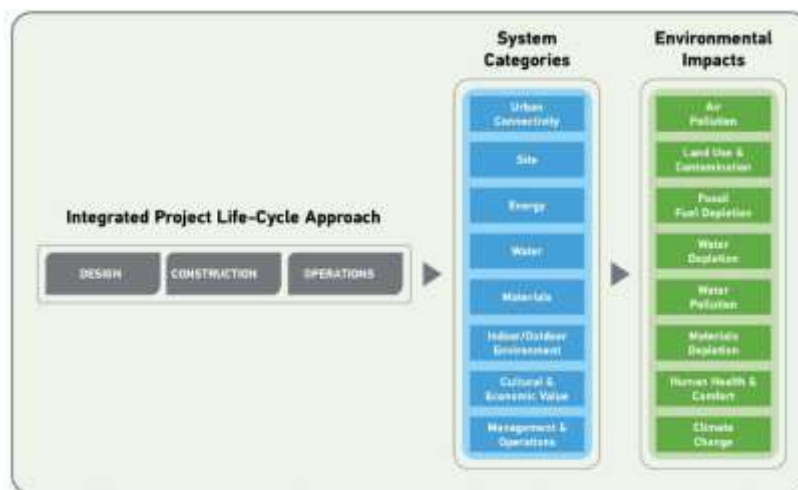 System
Categories
Environmental
Impacts
Integrated Project Life-Cycle Approach
DESIGN
CONSTRUCTION
OPERATIONS
Urban
Connectivity
Site
Energy
Water
Materials
Indoor/Outdoor
Environment
Cultural &
Economic Value
Management &
Operations
Air
Pollution
Land Use &
Contamination
Fossil
Fuel Depletion
Water
Depletion
Water
Pollution
Materials
Depletion
Human Health &
Comfort
Climate
Change